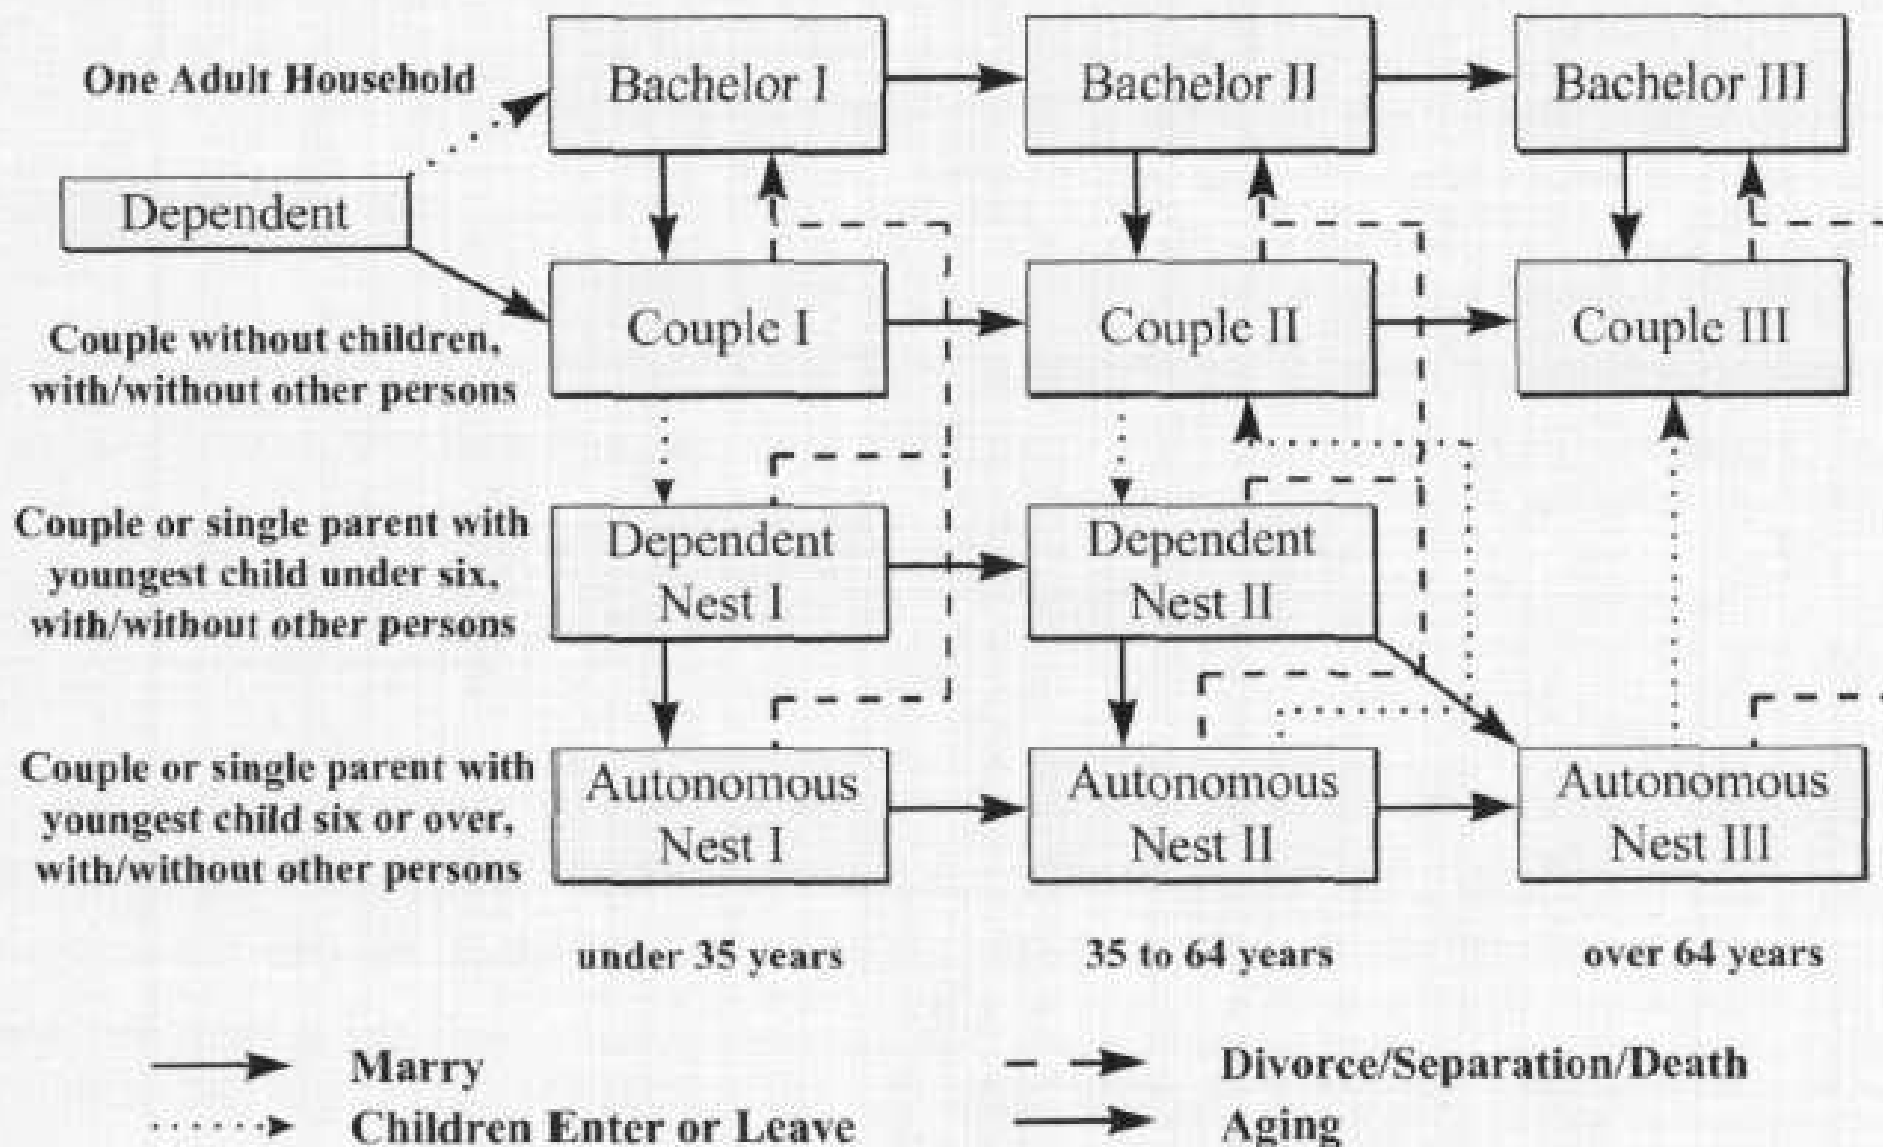 One Adult Household
Bachelor I
Bachelor II
Bachelor III
Dependent
Couple without children,
with/without other persons
Couple I
Couple II
Couple III
Couple or single parent with
youngest child under six,
with/without other persons
Dependent
Nest I
Dependent
Nest II
Couple or single parent with
youngest child six or over,
with/without other persons
Autonomous
Nest I
Autonomous
Nest II
Autonomous
Nest III
under 35 years
35 to 64 years
over 64 years
Marry
Divorce/Separation/Death
Children Enter or Leave
Aging